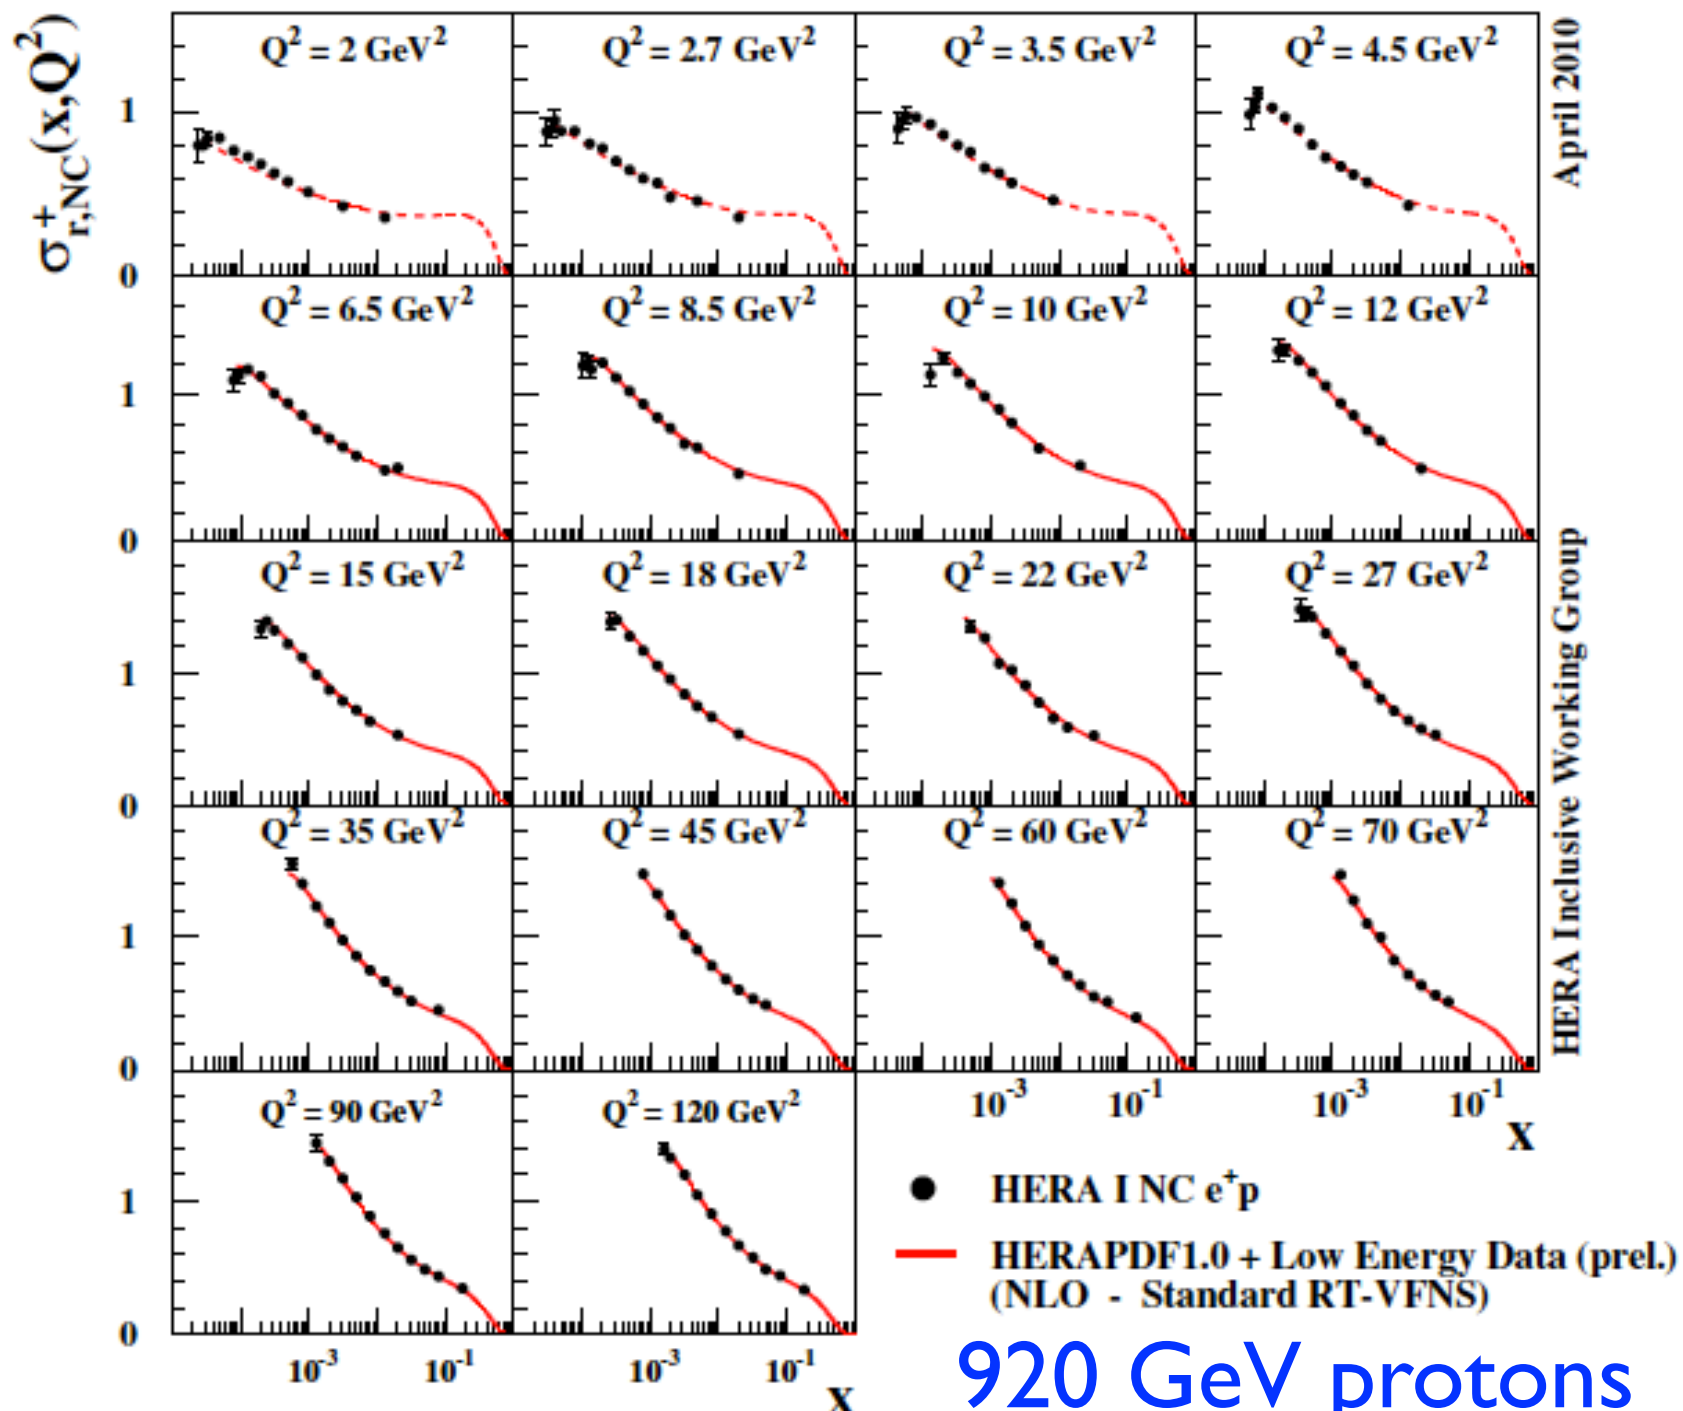 σ⁺r,NC(x,Q²)
Q² = 2 GeV²
Q² = 2.7 GeV²
Q² = 3.5 GeV²
Q² = 4.5 GeV²
1
0
Q² = 6.5 GeV²
Q² = 8.5 GeV²
Q² = 10 GeV²
Q² = 12 GeV²
1
0
Q² = 15 GeV²
Q² = 18 GeV²
Q² = 22 GeV²
Q² = 27 GeV²
1
0
Q² = 35 GeV²
Q² = 45 GeV²
Q² = 60 GeV²
Q² = 70 GeV²
1
0
Q² = 90 GeV²
Q² = 120 GeV²
1
0
10⁻³ 10⁻¹
10⁻³ 10⁻¹
x
10⁻³ 10⁻¹
10⁻³ 10⁻¹
x
April 2010
HERA Inclusive Working Group
HERA I NC e⁺p
HERAPDF1.0 + Low Energy Data (prel.)
(NLO - Standard RT-VFNS)
920 GeV protons